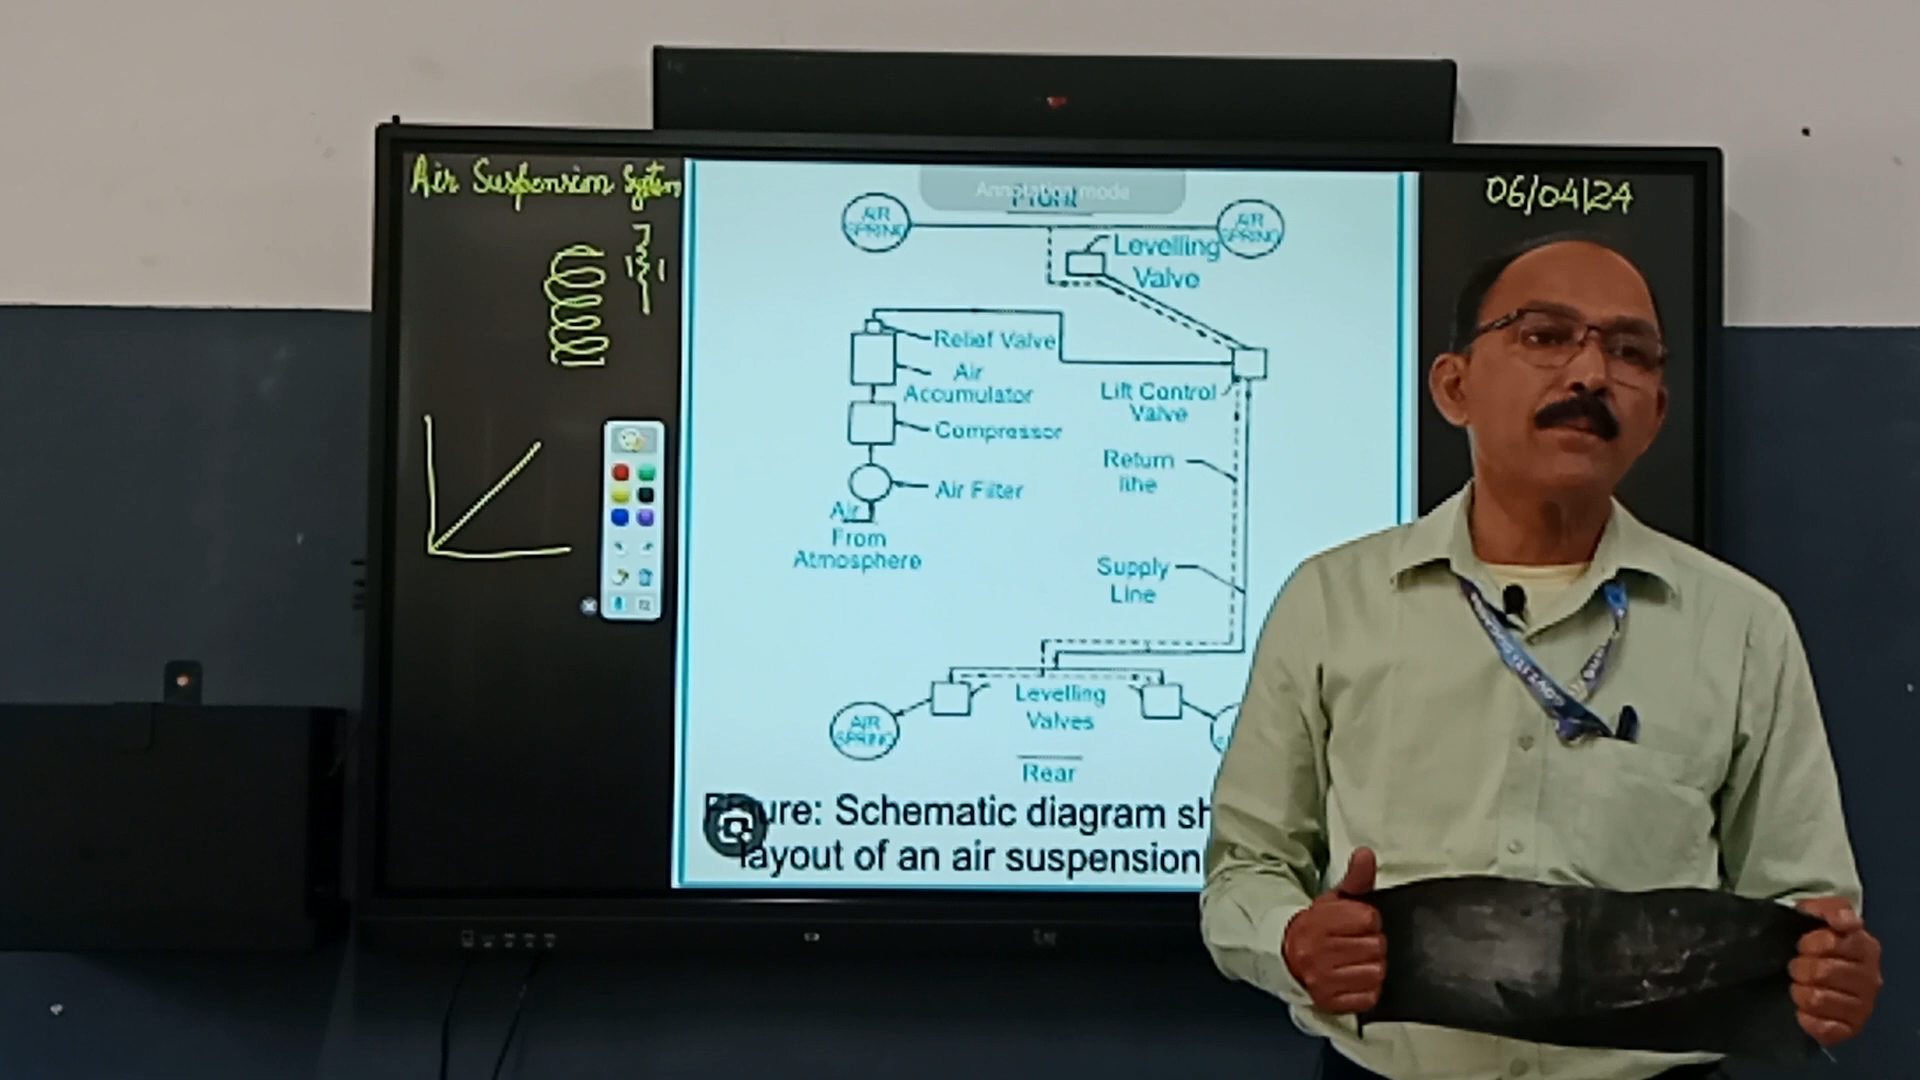 Air Suspension System
06/04/24
Annotation mode
Front
AIR
SPRING
AIR
SPRING
Levelling
Valve
Relief Valve
Air
Accumulator
Lift Control
Valve
Compressor
Return
line
Air Filter
Air
From
Atmosphere
Supply
Line
Levelling
Valves
AIR
SPRING
Rear
Figure: Schematic diagram sh
layout of an air suspension